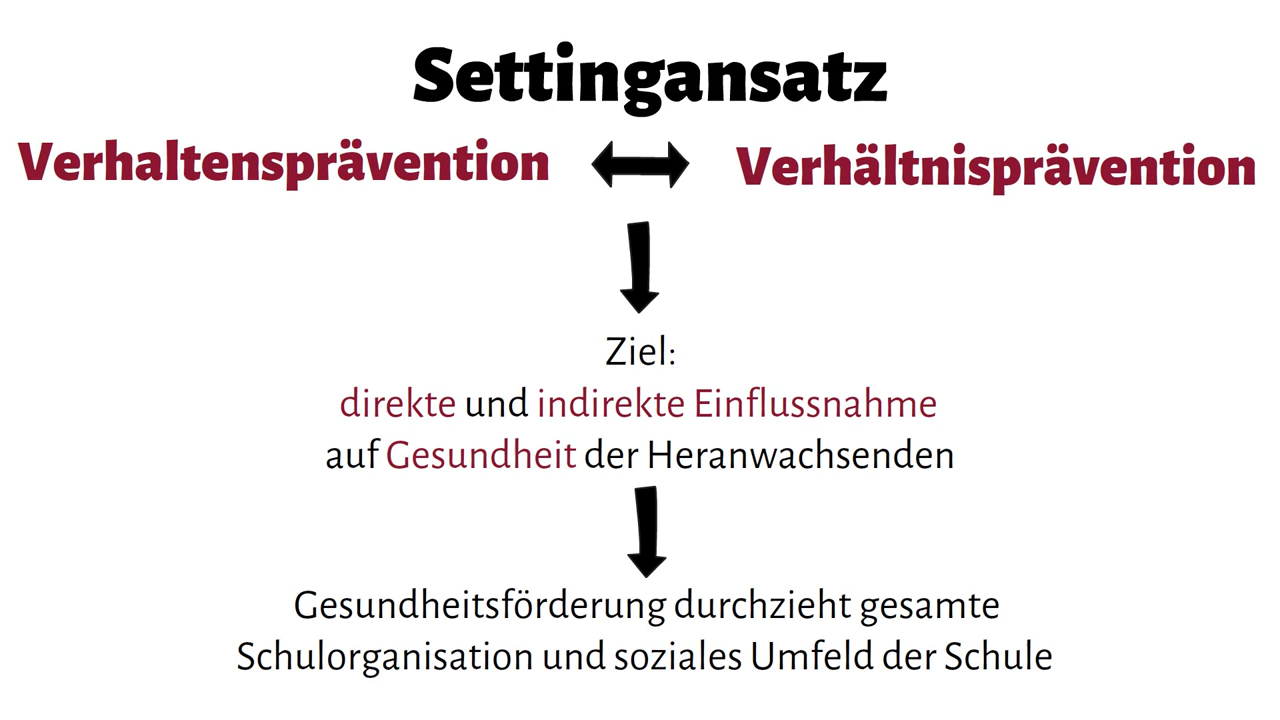 Settingansatz
Verhaltensprävention Verhältnisprävention
Ziel:
direkte und indirekte Einflussnahme
auf Gesundheit der Heranwachsenden
Gesundheitsförderung durchzieht gesamte
Schulorganisation und soziales Umfeld der Schule